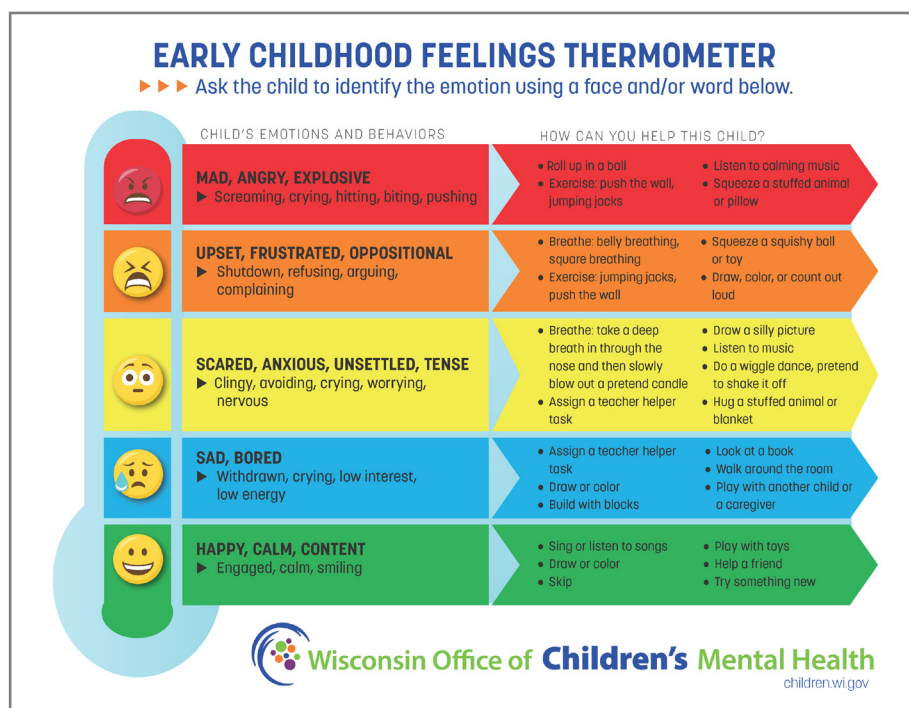 EARLY CHILDHOOD FEELINGS THERMOMETER
▶ ▶ ▶ Ask the child to identify the emotion using a face and/or word below.
CHILD'S EMOTIONS AND BEHAVIORS
HOW CAN YOU HELP THIS CHILD?
MAD, ANGRY, EXPLOSIVE
▶ Screaming, crying, hitting, biting, pushing
• Roll up in a ball
• Exercise: push the wall,
jumping jacks
• Listen to calming music
• Squeeze a stuffed animal
or pillow
UPSET, FRUSTRATED, OPPOSITIONAL
▶ Shutdown, refusing, arguing,
complaining
• Breathe: belly breathing,
square breathing
• Exercise: jumping jacks,
push the wall
• Squeeze a squishy ball
or toy
• Draw, color, or count out
loud
SCARED, ANXIOUS, UNSETTLED, TENSE
▶ Clingy, avoiding, crying, worrying,
nervous
• Breathe: take a deep
breath in through the
nose and then slowly
blow out a pretend candle
• Assign a teacher helper
task
• Draw a silly picture
• Listen to music
• Do a wiggle dance, pretend
to shake it off
• Hug a stuffed animal or
blanket
SAD, BORED
▶ Withdrawn, crying, low interest,
low energy
• Assign a teacher helper
task
• Draw or color
• Build with blocks
• Look at a book
• Walk around the room
• Play with another child or
a caregiver
HAPPY, CALM, CONTENT
▶ Engaged, calm, smiling
• Sing or listen to songs
• Draw or color
• Skip
• Play with toys
• Help a friend
• Try something new
Wisconsin Office of Children's Mental Health
children.wi.gov